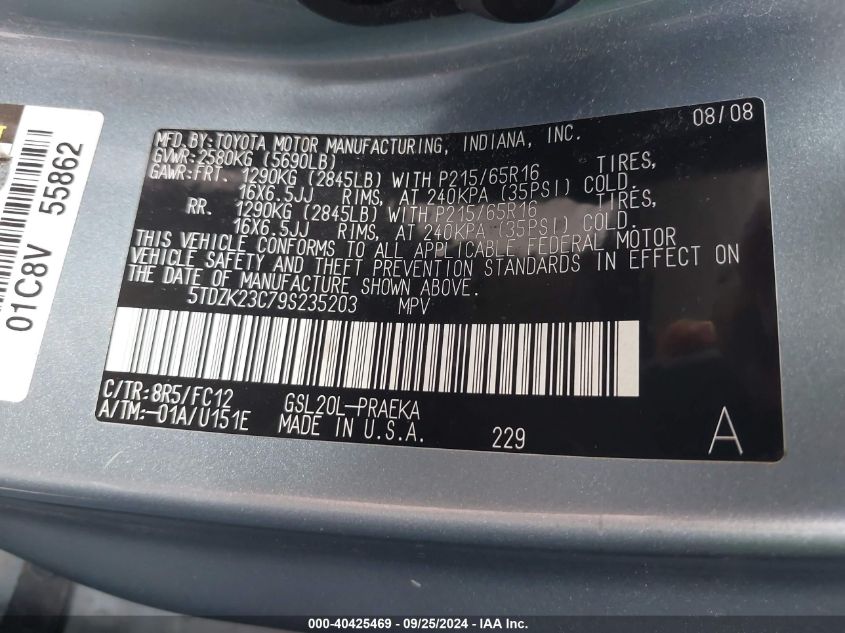 08/08
MFD. BY: TOYOTA MOTOR MANUFACTURING, INDIANA, INC.
GVWR: 2580KG (5690LB)
GAWR: FRT. 1290KG (2845LB) WITH P215/65R16 TIRES,
16X6.5JJ RIMS, AT 240KPA (35PSI) COLD.
RR. 1290KG (2845LB) WITH P215/65R16 TIRES,
16X6.5JJ RIMS, AT 240KPA (35PSI) COLD.
THIS VEHICLE CONFORMS TO ALL APPLICABLE FEDERAL MOTOR
VEHICLE SAFETY AND THEFT PREVENTION STANDARDS IN EFFECT ON
THE DATE OF MANUFACTURE SHOWN ABOVE.
5TDZK23C79S235203 MPV
C/TR: 8R5/FC12 GSL20L-PRAEKA
A/TM: -01A/U151E MADE IN U.S.A. 229 A
01C8V 55862
000-40425469 - 09/25/2024 - IAA Inc.